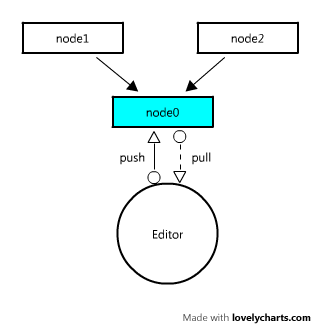 node1
node2
node0
push
pull
Editor
Made with lovelycharts.com